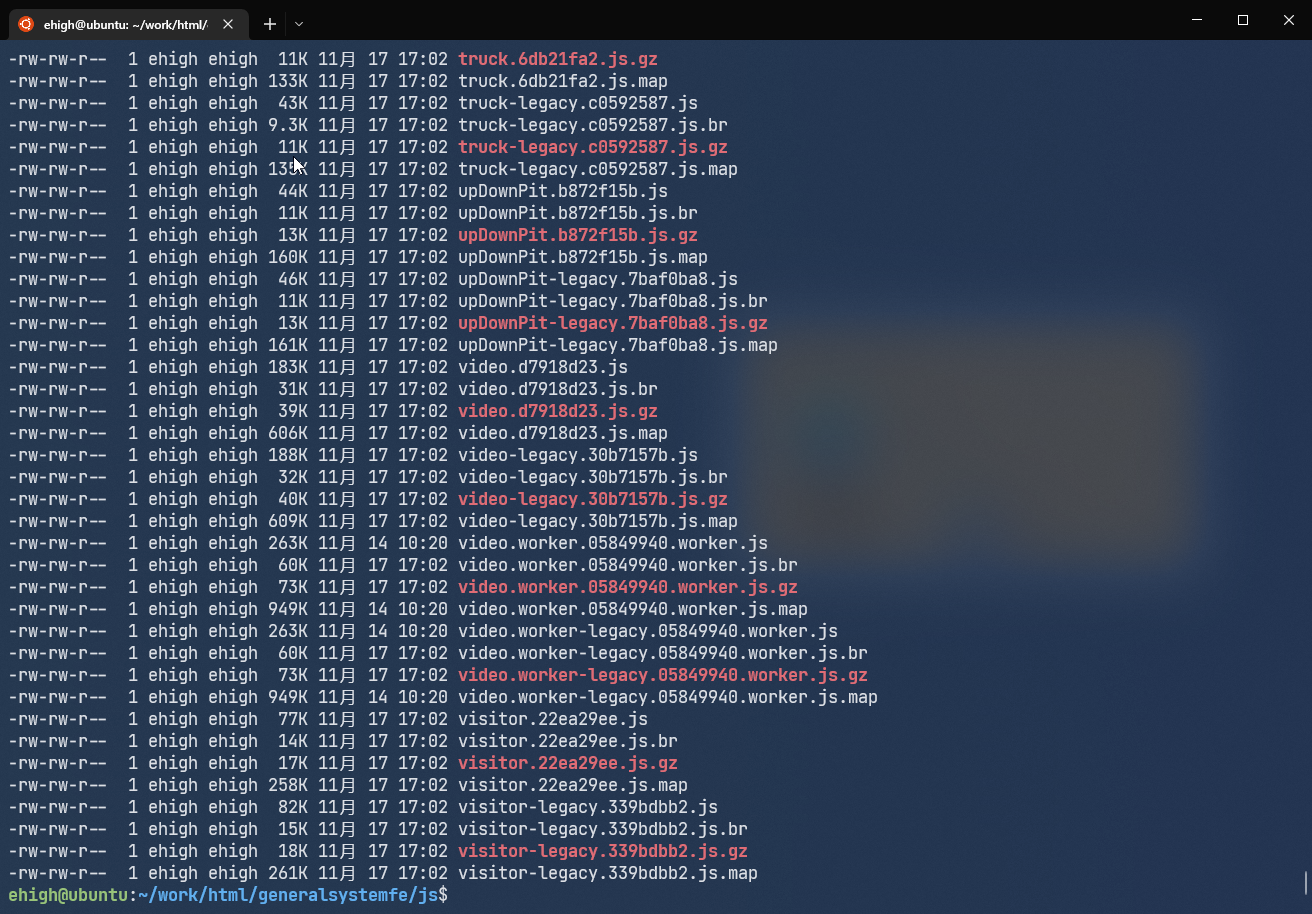 ehigh@ubuntu: ~/work/html/
-rw-rw-r-- 1 ehigh ehigh 11K 11月 17 17:02 truck.6db21fa2.js.gz
-rw-rw-r-- 1 ehigh ehigh 133K 11月 17 17:02 truck.6db21fa2.js.map
-rw-rw-r-- 1 ehigh ehigh 43K 11月 17 17:02 truck-legacy.c0592587.js
-rw-rw-r-- 1 ehigh ehigh 9.3K 11月 17 17:02 truck-legacy.c0592587.js.br
-rw-rw-r-- 1 ehigh ehigh 11K 11月 17 17:02 truck-legacy.c0592587.js.gz
-rw-rw-r-- 1 ehigh ehigh 11月 17 17:02 truck-legacy.c0592587.js.map
-rw-rw-r-- 1 ehigh ehigh 44K 11月 17 17:02 upDownPit.b872f15b.js
-rw-rw-r-- 1 ehigh ehigh 11K 11月 17 17:02 upDownPit.b872f15b.js.br
-rw-rw-r-- 1 ehigh ehigh 13K 11月 17 17:02 upDownPit.b872f15b.js.gz
-rw-rw-r-- 1 ehigh ehigh 160K 11月 17 17:02 upDownPit.b872f15b.js.map
-rw-rw-r-- 1 ehigh ehigh 46K 11月 17 17:02 upDownPit-legacy.7baf0ba8.js
-rw-rw-r-- 1 ehigh ehigh 11K 11月 17 17:02 upDownPit-legacy.7baf0ba8.js.br
-rw-rw-r-- 1 ehigh ehigh 13K 11月 17 17:02 upDownPit-legacy.7baf0ba8.js.gz
-rw-rw-r-- 1 ehigh ehigh 161K 11月 17 17:02 upDownPit-legacy.7baf0ba8.js.map
-rw-rw-r-- 1 ehigh ehigh 183K 11月 17 17:02 video.d7918d23.js
-rw-rw-r-- 1 ehigh ehigh 31K 11月 17 17:02 video.d7918d23.js.br
-rw-rw-r-- 1 ehigh ehigh 39K 11月 17 17:02 video.d7918d23.js.gz
-rw-rw-r-- 1 ehigh ehigh 606K 11月 17 17:02 video.d7918d23.js.map
-rw-rw-r-- 1 ehigh ehigh 188K 11月 17 17:02 video-legacy.30b7157b.js
-rw-rw-r-- 1 ehigh ehigh 32K 11月 17 17:02 video-legacy.30b7157b.js.br
-rw-rw-r-- 1 ehigh ehigh 40K 11月 17 17:02 video-legacy.30b7157b.js.gz
-rw-rw-r-- 1 ehigh ehigh 609K 11月 17 17:02 video-legacy.30b7157b.js.map
-rw-rw-r-- 1 ehigh ehigh 263K 11月 14 10:20 video.worker.05849940.worker.js
-rw-rw-r-- 1 ehigh ehigh 60K 11月 17 17:02 video.worker.05849940.worker.js.br
-rw-rw-r-- 1 ehigh ehigh 73K 11月 17 17:02 video.worker.05849940.worker.js.gz
-rw-rw-r-- 1 ehigh ehigh 949K 11月 14 10:20 video.worker.05849940.worker.js.map
-rw-rw-r-- 1 ehigh ehigh 263K 11月 14 10:20 video.worker-legacy.05849940.worker.js
-rw-rw-r-- 1 ehigh ehigh 60K 11月 17 17:02 video.worker-legacy.05849940.worker.js.br
-rw-rw-r-- 1 ehigh ehigh 73K 11月 17 17:02 video.worker-legacy.05849940.worker.js.gz
-rw-rw-r-- 1 ehigh ehigh 949K 11月 14 10:20 video.worker-legacy.05849940.worker.js.map
-rw-rw-r-- 1 ehigh ehigh 77K 11月 17 17:02 visitor.22ea29ee.js
-rw-rw-r-- 1 ehigh ehigh 14K 11月 17 17:02 visitor.22ea29ee.js.br
-rw-rw-r-- 1 ehigh ehigh 17K 11月 17 17:02 visitor.22ea29ee.js.gz
-rw-rw-r-- 1 ehigh ehigh 258K 11月 17 17:02 visitor.22ea29ee.js.map
-rw-rw-r-- 1 ehigh ehigh 82K 11月 17 17:02 visitor-legacy.339bdbb2.js
-rw-rw-r-- 1 ehigh ehigh 15K 11月 17 17:02 visitor-legacy.339bdbb2.js.br
-rw-rw-r-- 1 ehigh ehigh 18K 11月 17 17:02 visitor-legacy.339bdbb2.js.gz
-rw-rw-r-- 1 ehigh ehigh 261K 11月 17 17:02 visitor-legacy.339bdbb2.js.map
ehigh@ubuntu:~/work/html/generalsystemfe/js$